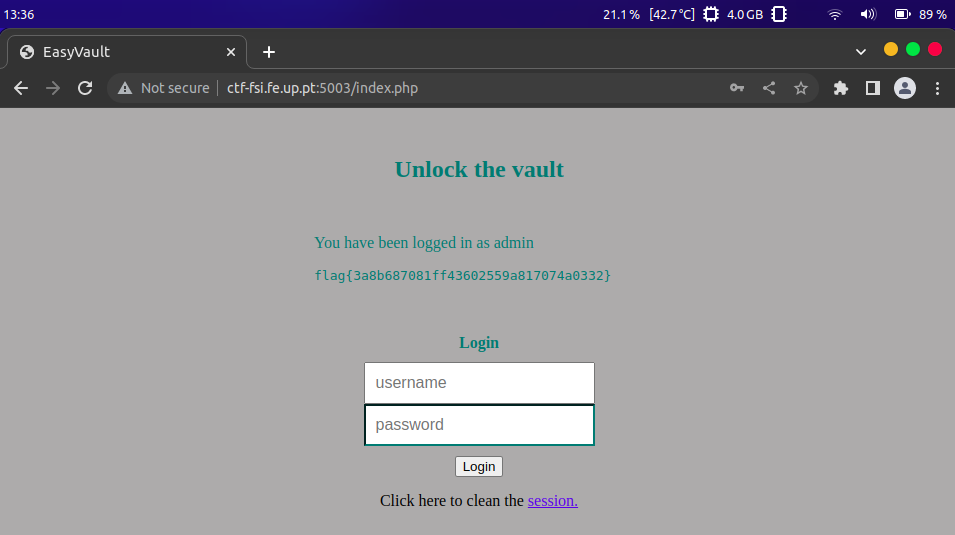 13:36 21.1 % [42.7 °C] 4.0 GB 89 %
EasyVault
Not secure ctf-fsi.fe.up.pt:5003/index.php
Unlock the vault
You have been logged in as admin
flag{3a8b687081ff43602559a817074a0332}
Login
username
password
Login
Click here to clean the session.